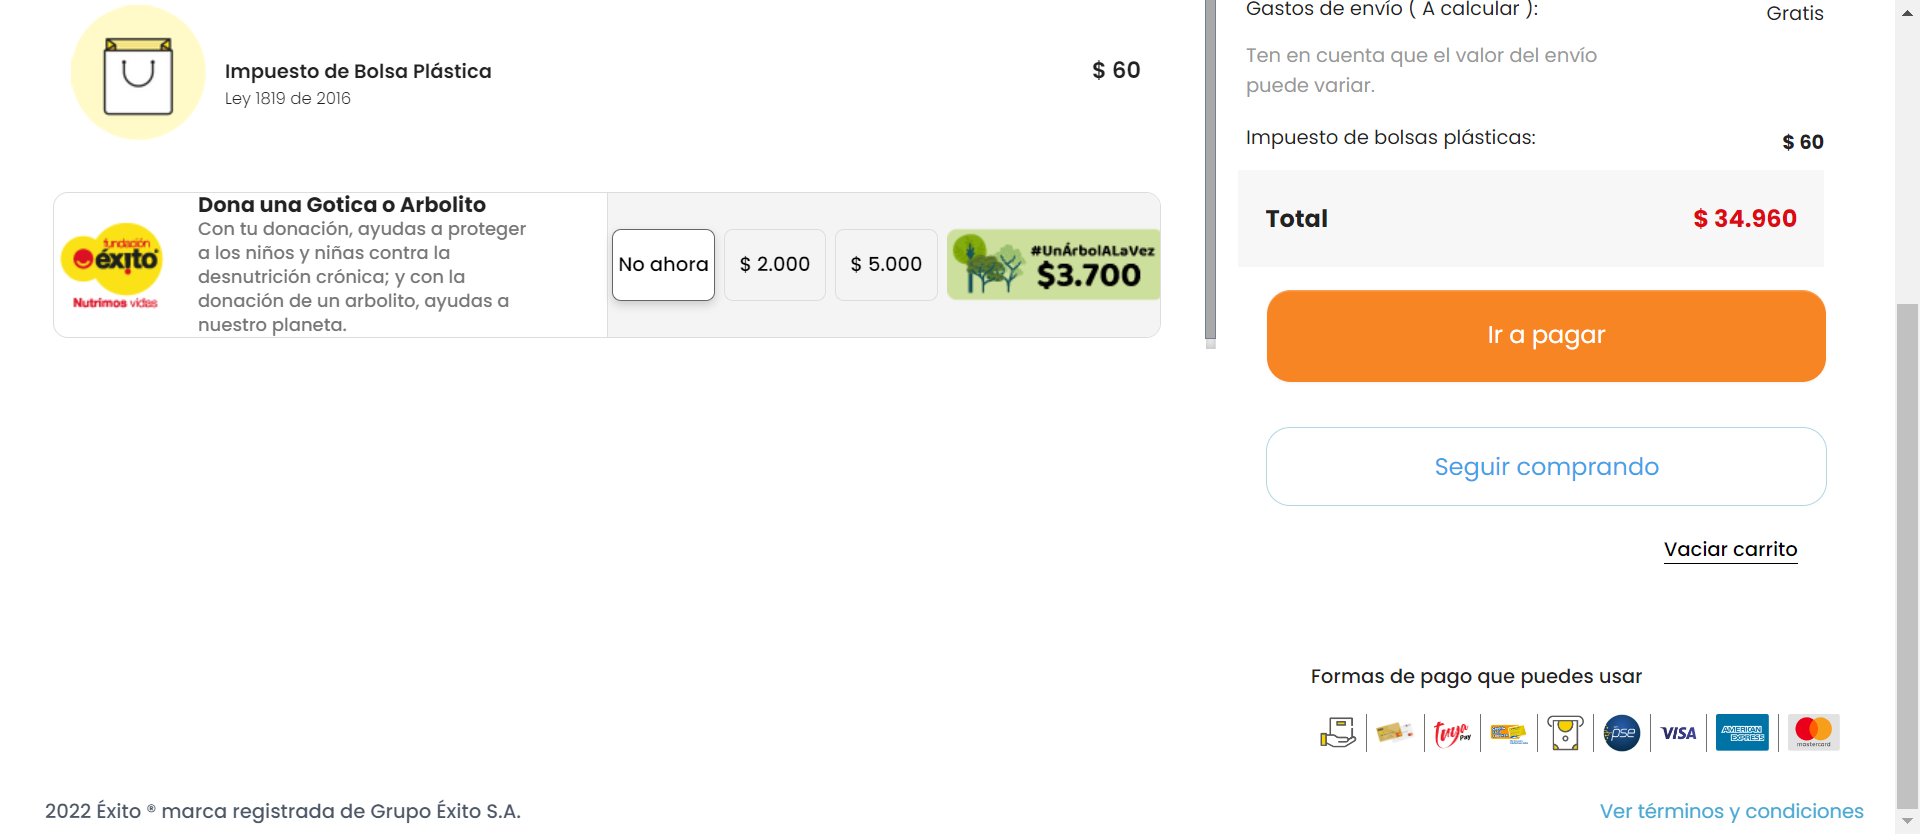 Impuesto de Bolsa Plástica
Ley 1819 de 2016
$ 60
fundación
éxito
Nutrimos vidas
Dona una Gotica o Arbolito
Con tu donación, ayudas a proteger
a los niños y niñas contra la
desnutrición crónica; y con la
donación de un arbolito, ayudas a
nuestro planeta.
No ahora
$ 2.000
$ 5.000
#UnÁrbolALaVez
$3.700
Gastos de envío ( A calcular ):
Gratis
Ten en cuenta que el valor del envío
puede variar.
Impuesto de bolsas plásticas:
$ 60
Total
$ 34.960
Ir a pagar
Seguir comprando
Vaciar carrito
Formas de pago que puedes usar
tuya
pay
pse
VISA
AMERICAN
EXPRESS
mastercard
2022 Éxito ® marca registrada de Grupo Éxito S.A.
Ver términos y condiciones